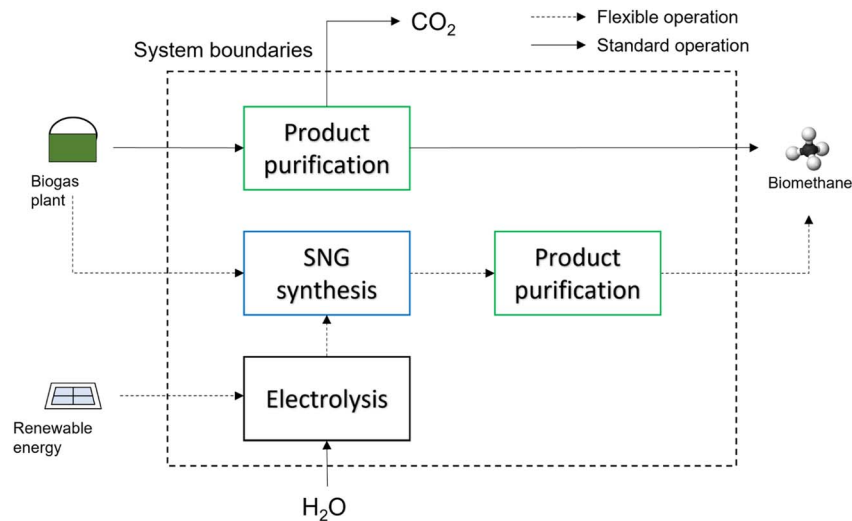 CO₂
Flexible operation
Standard operation
System boundaries
Product
purification
Biogas
plant
Biomethane
SNG
synthesis
Product
purification
Electrolysis
Renewable
energy
H₂O